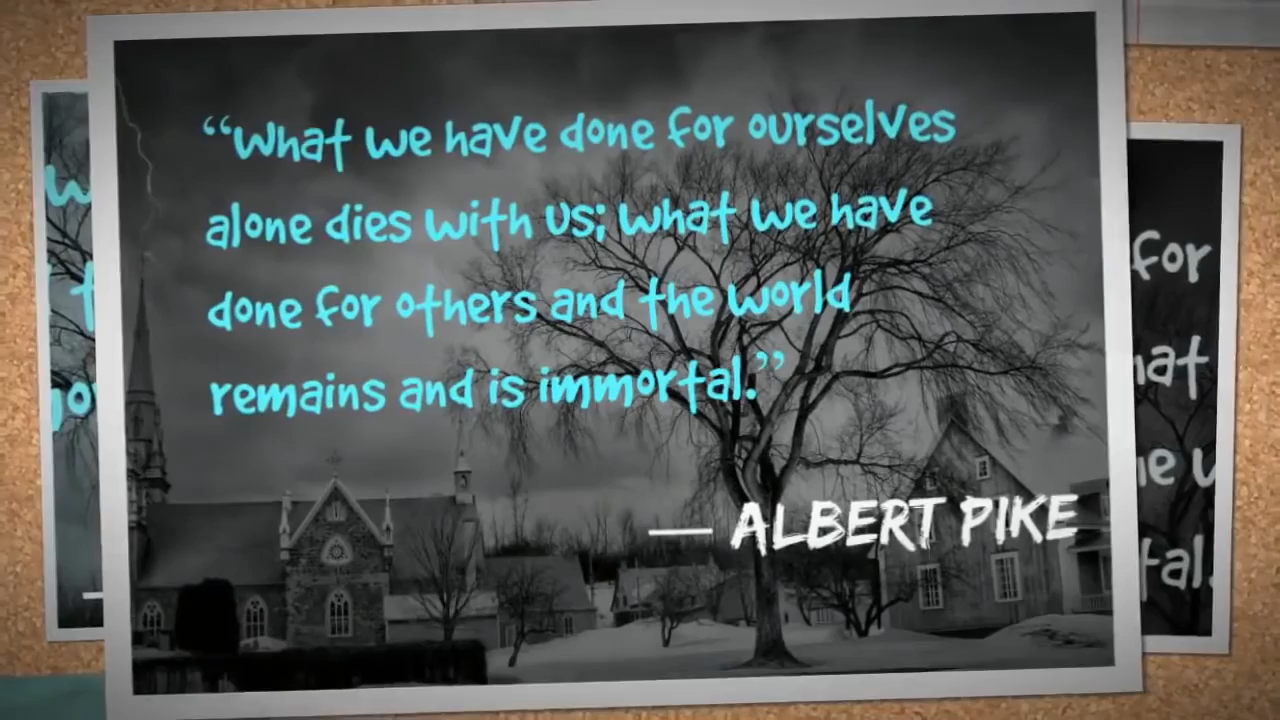 “What we have done for ourselves
alone dies with us; what we have
done for others and the world
remains and is immortal.”
— ALBERT PIKE
for